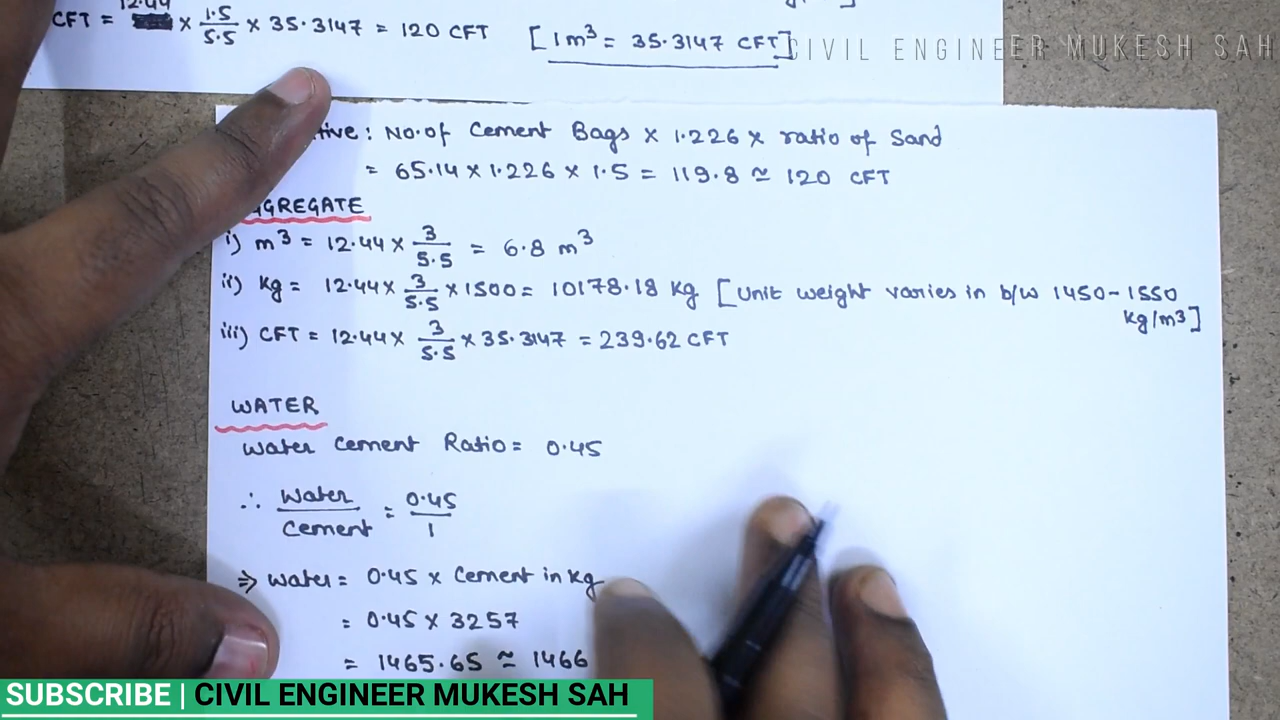 12.44
CFT = × 1.5/5.5 × 35.3147 = 120 CFT [1m³ = 35.3147 CFT]
CIVIL ENGINEER MUKESH SAH
tive: No.of Cement Bags × 1.226 × ratio of Sand
= 65.14 × 1.226 × 1.5 = 119.8 ≃ 120 CFT
GGREGATE
i) m³ = 12.44 × 3/5.5 = 6.8 m³
ii) Kg = 12.44 × 3/5.5 × 1500 = 10178.18 Kg [Unit weight varies in b/w 1450-1550
Kg/m³]
iii) CFT = 12.44 × 3/5.5 × 35.3147 = 239.62 CFT
WATER
Water Cement Ratio = 0.45
∴ Water/Cement = 0.45/1
⇒ Water = 0.45 × Cement in Kg
= 0.45 × 3257
= 1465.65 ≃ 1466
SUBSCRIBE | CIVIL ENGINEER MUKESH SAH